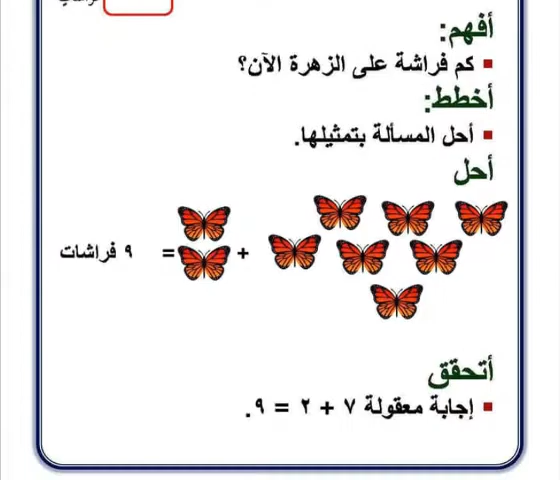 أفهم:
▪ كم فراشة على الزهرة الآن؟
أخطط:
▪ أحل المسألة بتمثيلها.
أحل
+ = ٩ فراشات
أتحقق
▪ إجابة معقولة ٧ + ٢ = ٩.